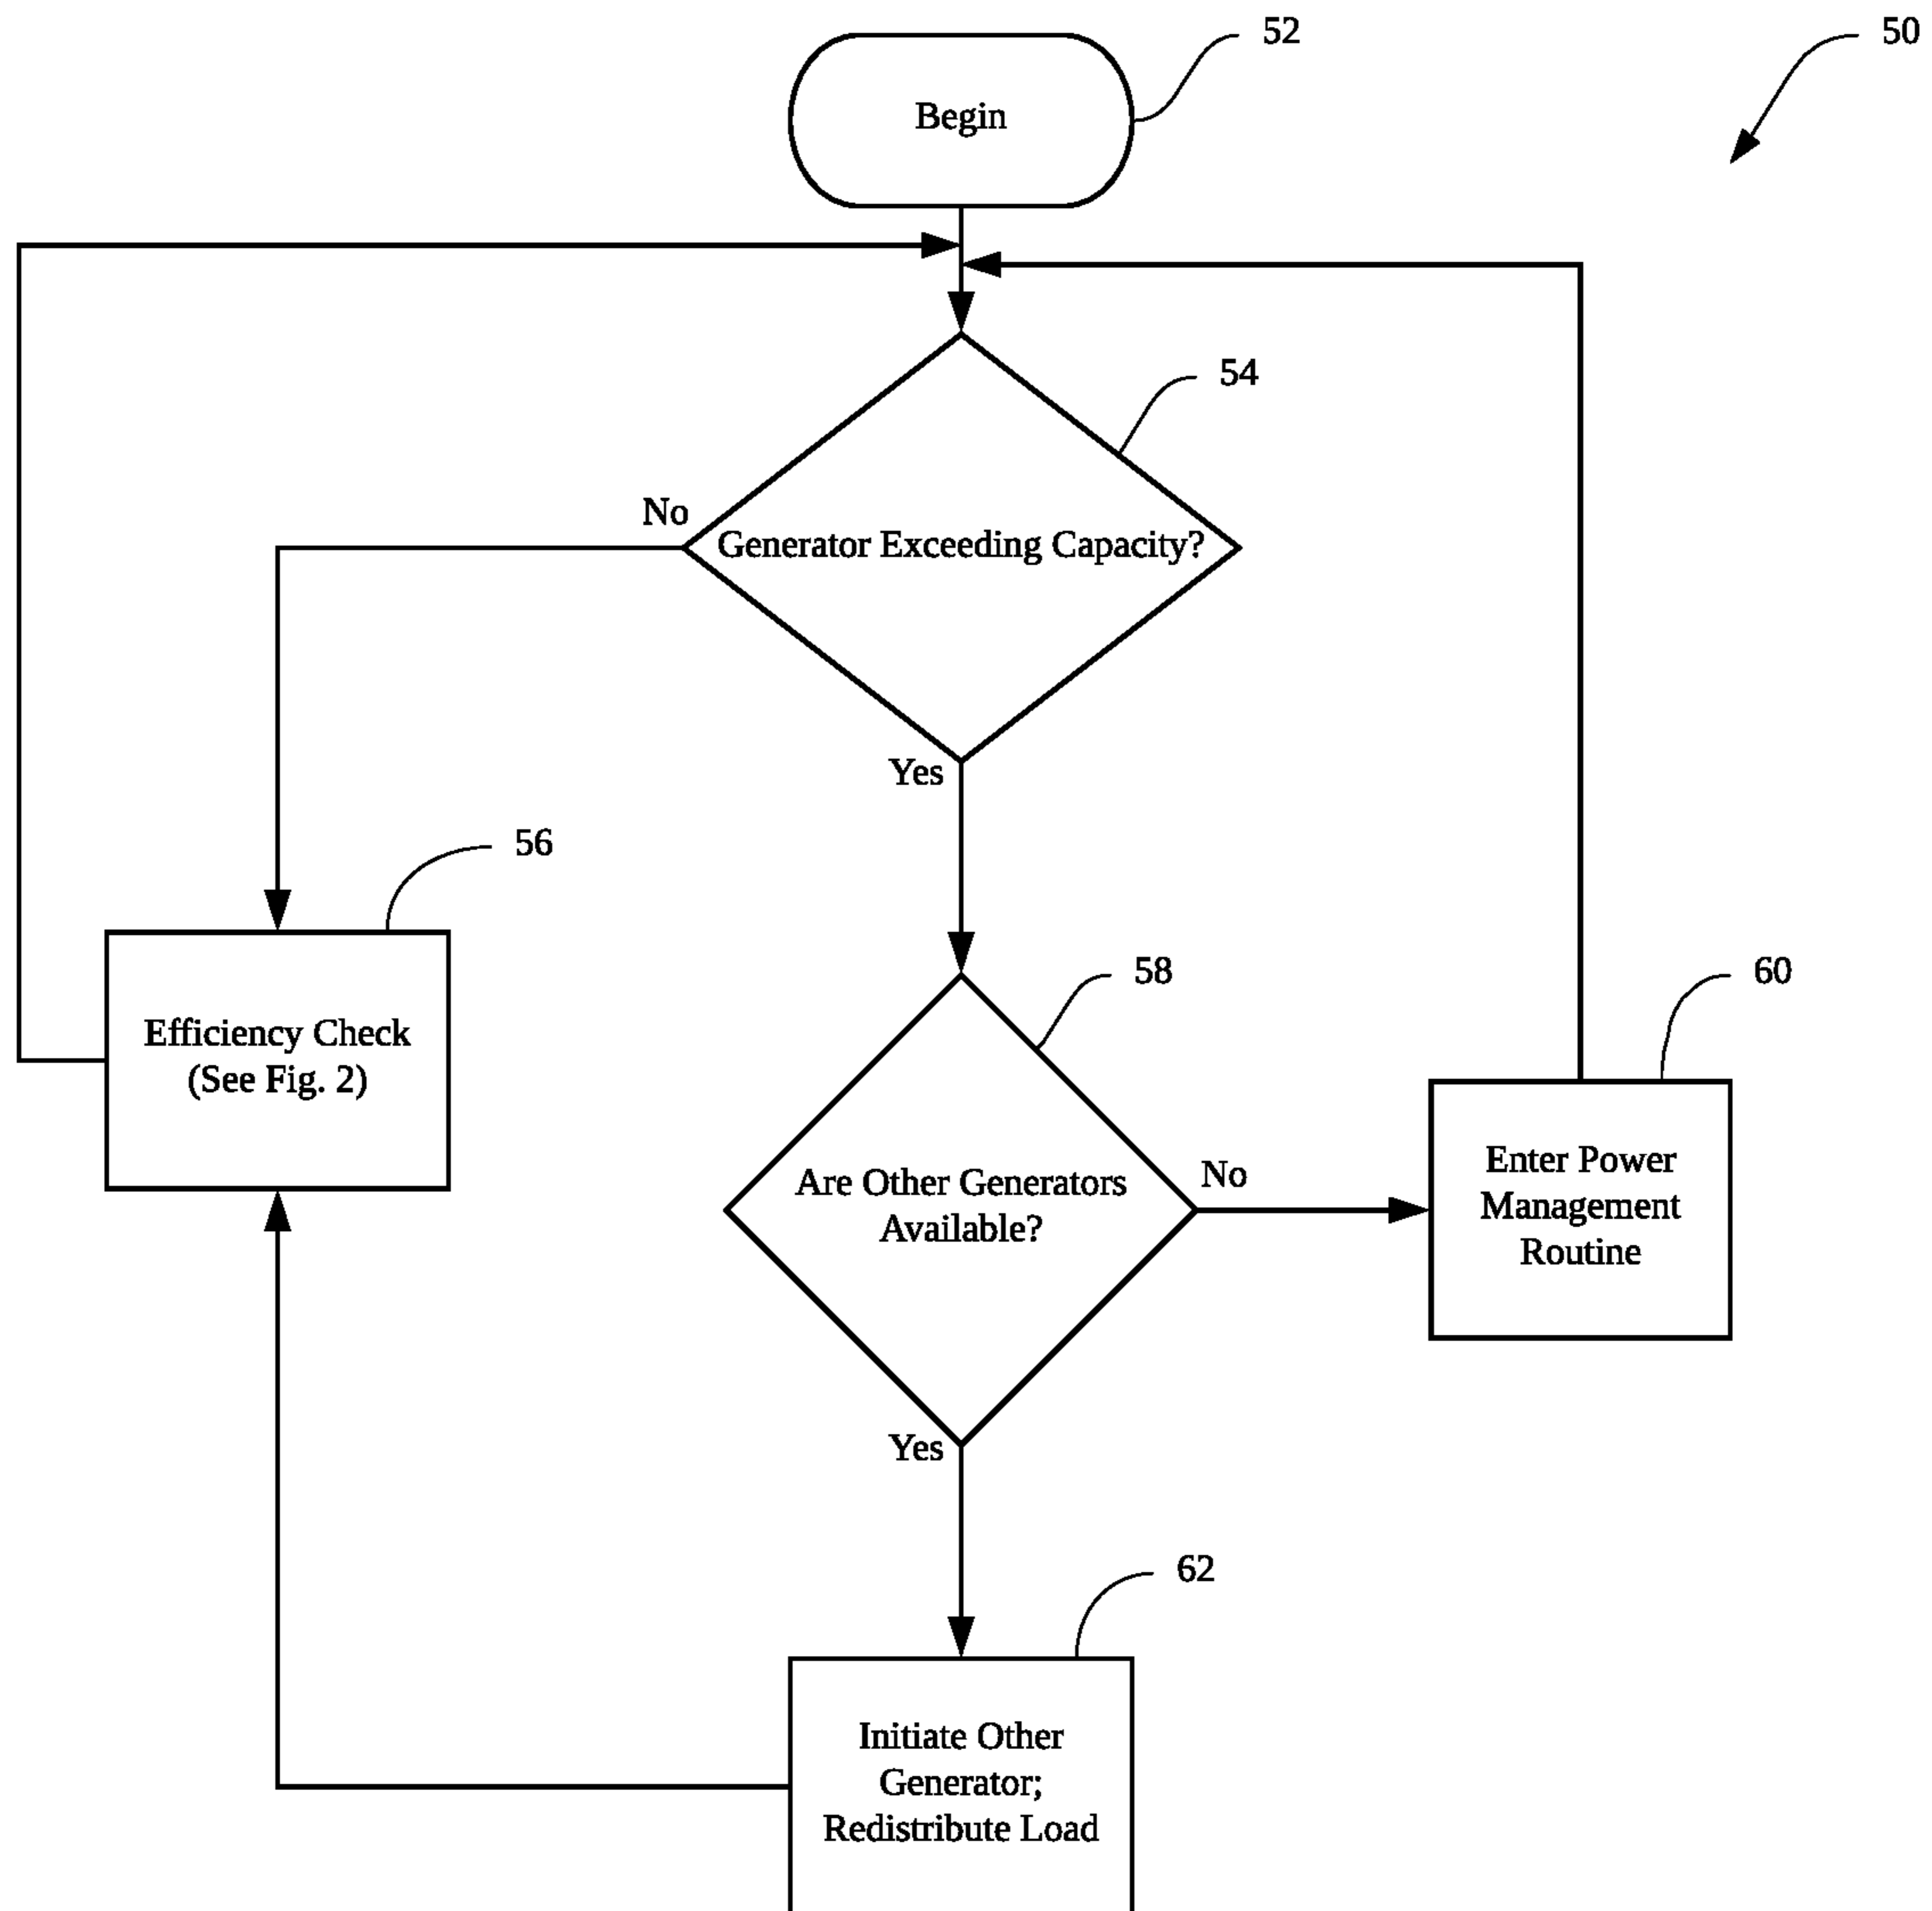 52
50
Begin
54
No
Generator Exceeding Capacity?
Yes
56
58
60
Efficiency Check
(See Fig. 2)
Are Other Generators
Available?
No
Enter Power
Management
Routine
Yes
62
Initiate Other
Generator;
Redistribute Load